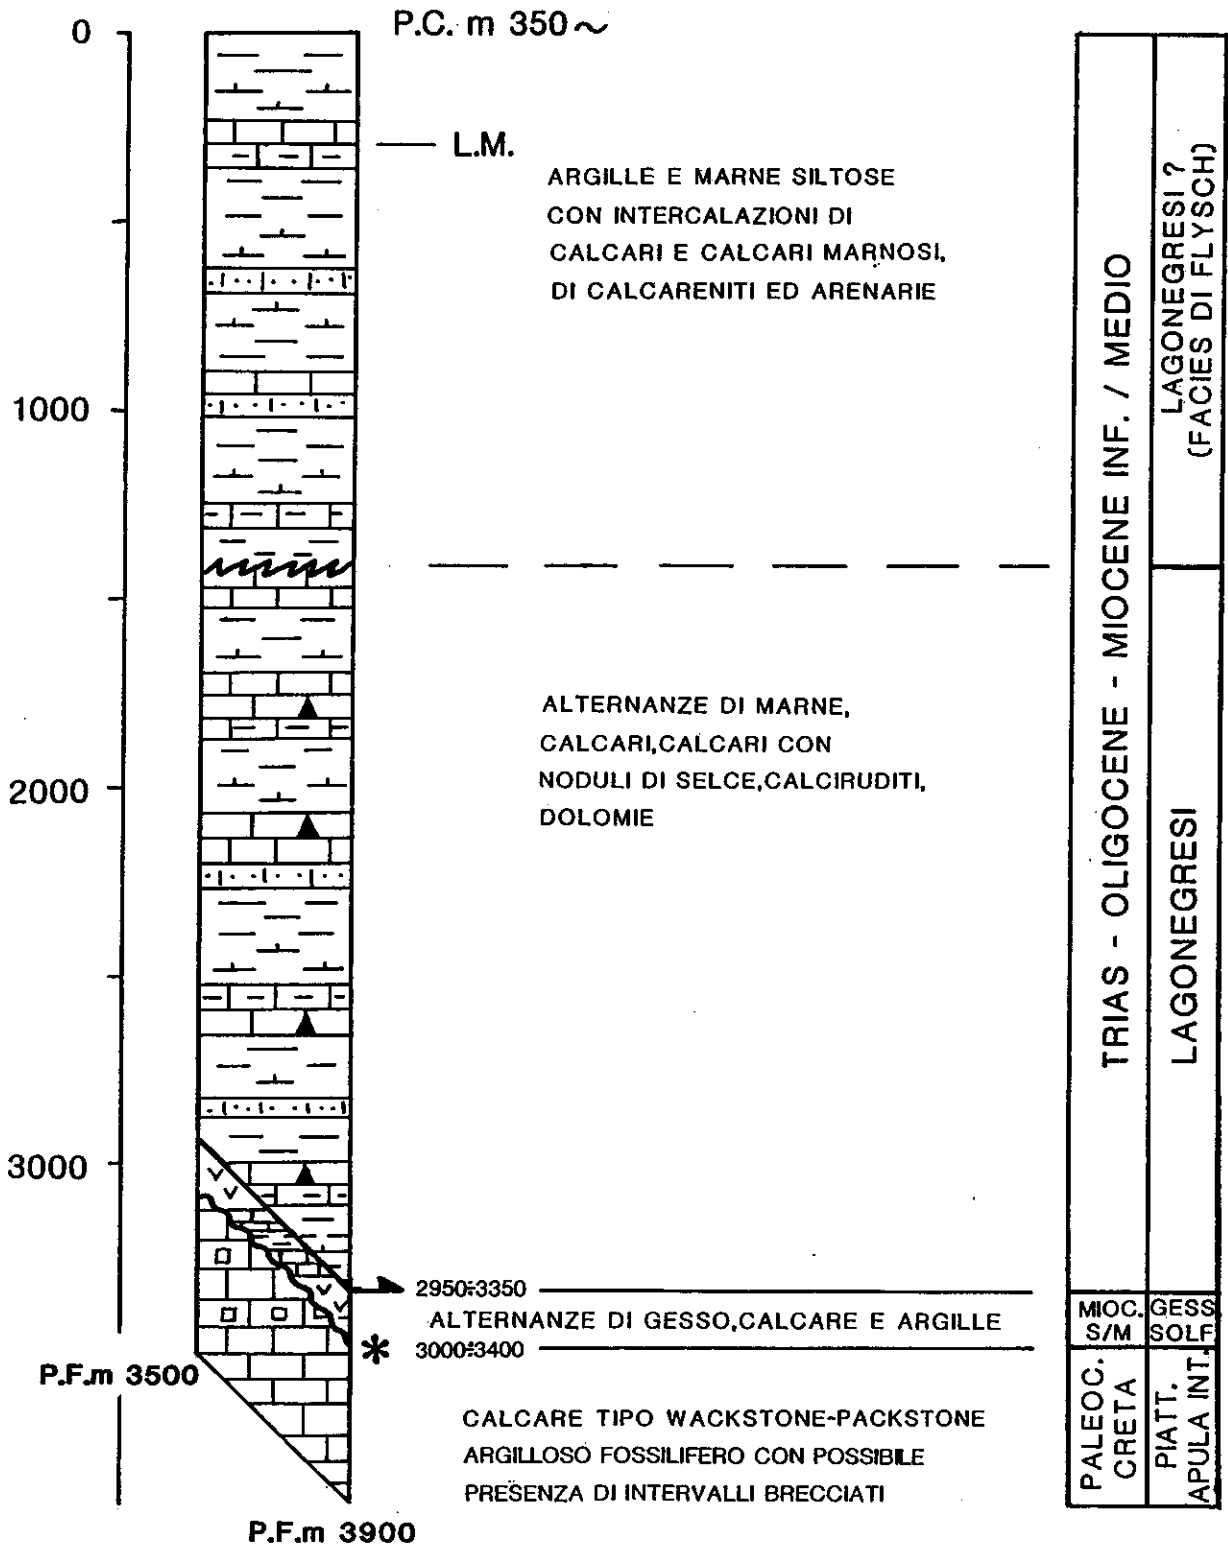 P.C. m 350~
0
L.M.
ARGILLE E MARNE SILTOSE
CON INTERCALAZIONI DI
CALCARI E CALCARI MARNOSI,
DI CALCARENITI ED ARENARIE
1000
ALTERNANZE DI MARNE,
CALCARI,CALCARI CON
NODULI DI SELCE,CALCIRUDITI,
DOLOMIE
2000
3000
2950÷3350
ALTERNANZE DI GESSO,CALCARE E ARGILLE
* 3000÷3400
P.F.m 3500
CALCARE TIPO WACKSTONE-PACKSTONE
ARGILLOSO FOSSILIFERO CON POSSIBILE
PRESENZA DI INTERVALLI BRECCIATI
P.F.m 3900
TRIAS - OLIGOCENE - MIOCENE INF. / MEDIO
LAGONEGRESI ?
(FACIES DI FLYSCH)
LAGONEGRESI
MIOC.
S/M
GESS
SOLF
PALEOC.
CRETA
PIATT.
APULA INT.